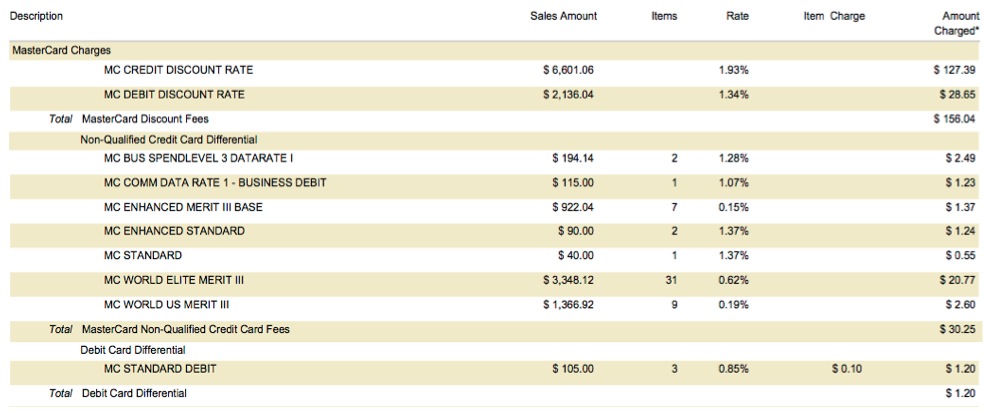 Description Sales Amount Items Rate Item Charge Amount
Charged*
MasterCard Charges
MC CREDIT DISCOUNT RATE $ 6,601.06 1.93% $ 127.39
MC DEBIT DISCOUNT RATE $ 2,136.04 1.34% $ 28.65
Total MasterCard Discount Fees $ 156.04
Non-Qualified Credit Card Differential
MC BUS SPENDLEVEL 3 DATARATE I $ 194.14 2 1.28% $ 2.49
MC COMM DATA RATE 1 - BUSINESS DEBIT $ 115.00 1 1.07% $ 1.23
MC ENHANCED MERIT III BASE $ 922.04 7 0.15% $ 1.37
MC ENHANCED STANDARD $ 90.00 2 1.37% $ 1.24
MC STANDARD $ 40.00 1 1.37% $ 0.55
MC WORLD ELITE MERIT III $ 3,348.12 31 0.62% $ 20.77
MC WORLD US MERIT III $ 1,366.92 9 0.19% $ 2.60
Total MasterCard Non-Qualified Credit Card Fees $ 30.25
Debit Card Differential
MC STANDARD DEBIT $ 105.00 3 0.85% $ 0.10 $ 1.20
Total Debit Card Differential $ 1.20